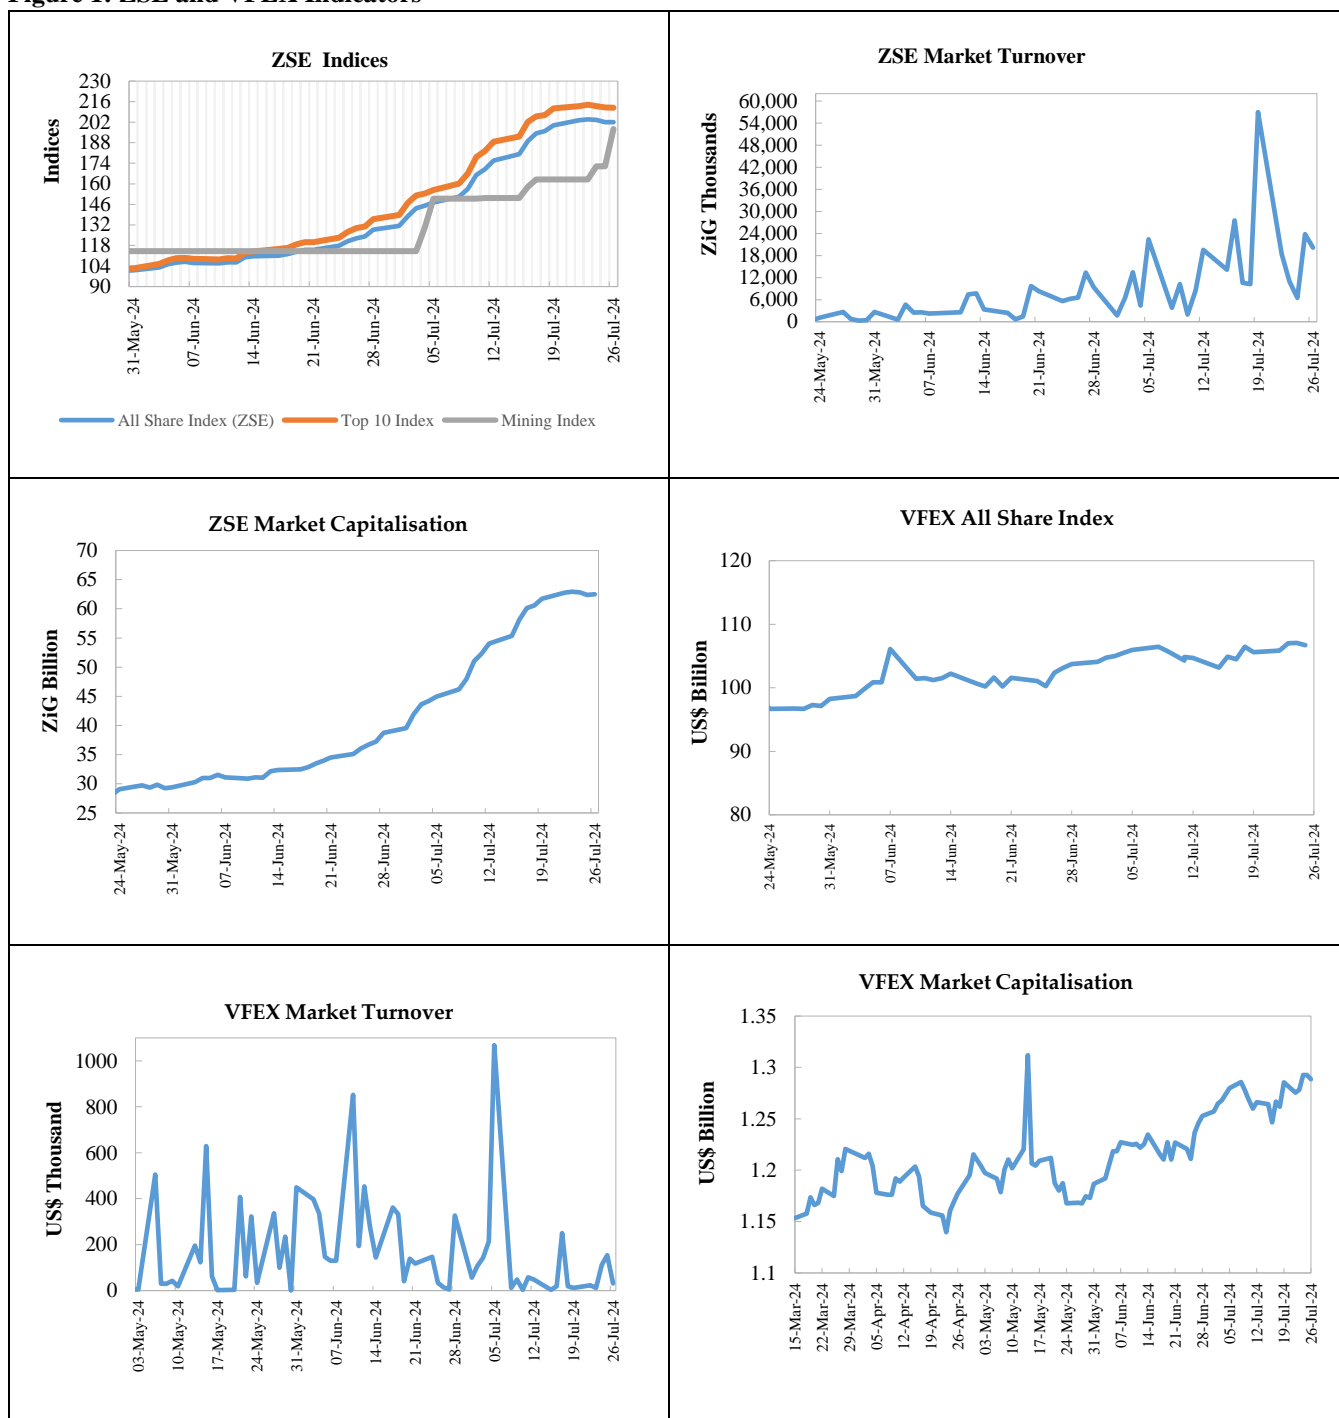 Figure 1: ZSE and VFEX Indicators
ZSE Indices
Indices
230
216
202
188
174
160
146
132
118
104
90
31-May-24
07-Jun-24
14-Jun-24
21-Jun-24
28-Jun-24
05-Jul-24
12-Jul-24
19-Jul-24
26-Jul-24
All Share Index (ZSE)
Top 10 Index
Mining Index
ZSE Market Turnover
ZiG Thousands
60,000
54,000
48,000
42,000
36,000
30,000
24,000
18,000
12,000
6,000
0
24-May-24
31-May-24
07-Jun-24
14-Jun-24
21-Jun-24
28-Jun-24
05-Jul-24
12-Jul-24
19-Jul-24
26-Jul-24
ZSE Market Capitalisation
ZiG Billion
70
65
60
55
50
45
40
35
30
25
24-May-24
31-May-24
07-Jun-24
14-Jun-24
21-Jun-24
28-Jun-24
05-Jul-24
12-Jul-24
19-Jul-24
26-Jul-24
VFEX All Share Index
US$ Bililon
120
110
100
90
80
24-May-24
31-May-24
07-Jun-24
14-Jun-24
21-Jun-24
28-Jun-24
05-Jul-24
12-Jul-24
19-Jul-24
26-Jul-24
VFEX Market Turnover
US$ Thousand
1000
800
600
400
200
0
03-May-24
10-May-24
17-May-24
24-May-24
31-May-24
07-Jun-24
14-Jun-24
21-Jun-24
28-Jun-24
05-Jul-24
12-Jul-24
19-Jul-24
26-Jul-24
VFEX Market Capitalisation
US$ Billion
1.35
1.3
1.25
1.2
1.15
1.1
15-Mar-24
22-Mar-24
29-Mar-24
05-Apr-24
12-Apr-24
19-Apr-24
26-Apr-24
03-May-24
10-May-24
17-May-24
24-May-24
31-May-24
07-Jun-24
14-Jun-24
21-Jun-24
28-Jun-24
05-Jul-24
12-Jul-24
19-Jul-24
26-Jul-24